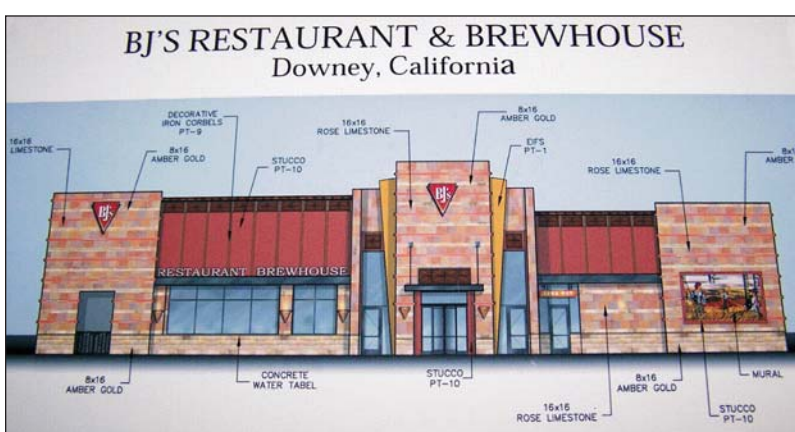 BJ'S RESTAURANT & BREWHOUSE
Downey, California
DECORATIVE
IRON CORBELS
PT-9
16x16
ROSE LIMESTONE
8x16
AMBER GOLD
16x16
LIMESTONE
8x16
AMBER GOLD
STUCCO
PT-10
EIFS
PT-1
16x16
ROSE LIMESTONE
AMBER
BJ's
BJ's
RESTAURANT BREWHOUSE
8x16
AMBER GOLD
CONCRETE
WATER TABEL
STUCCO
PT-10
16x16
ROSE LIMESTONE
8x16
AMBER GOLD
MURAL
STUCCO
PT-10